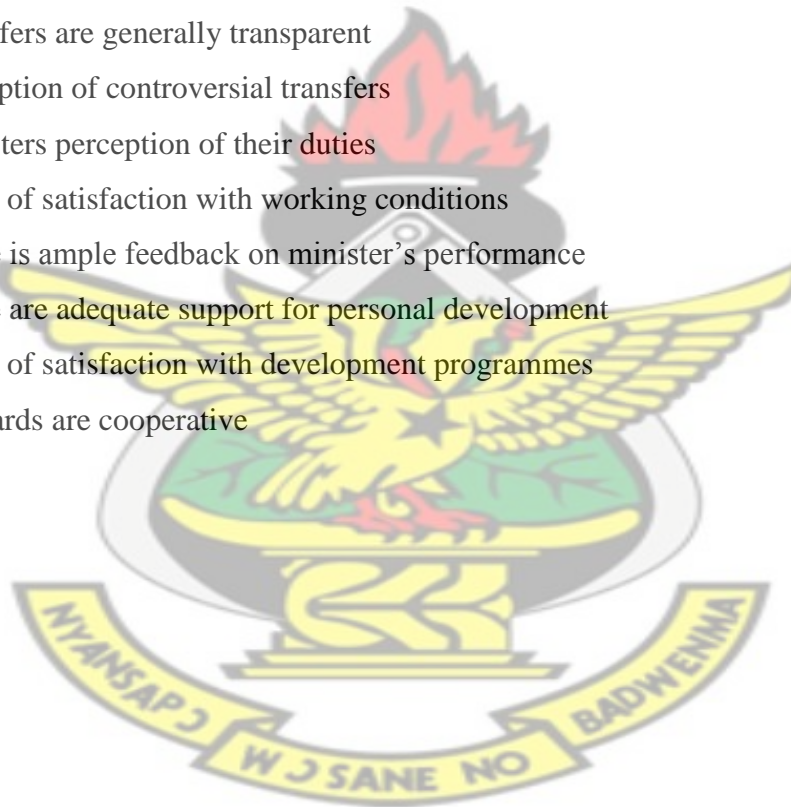 fers are generally transparent
ption of controversial transfers
ters perception of their duties
of satisfaction with working conditions
is ample feedback on minister’s performance
are adequate support for personal development
of satisfaction with development programmes
ards are cooperative
NYANSAPƆ
WƆSANE NO
BADWENMA